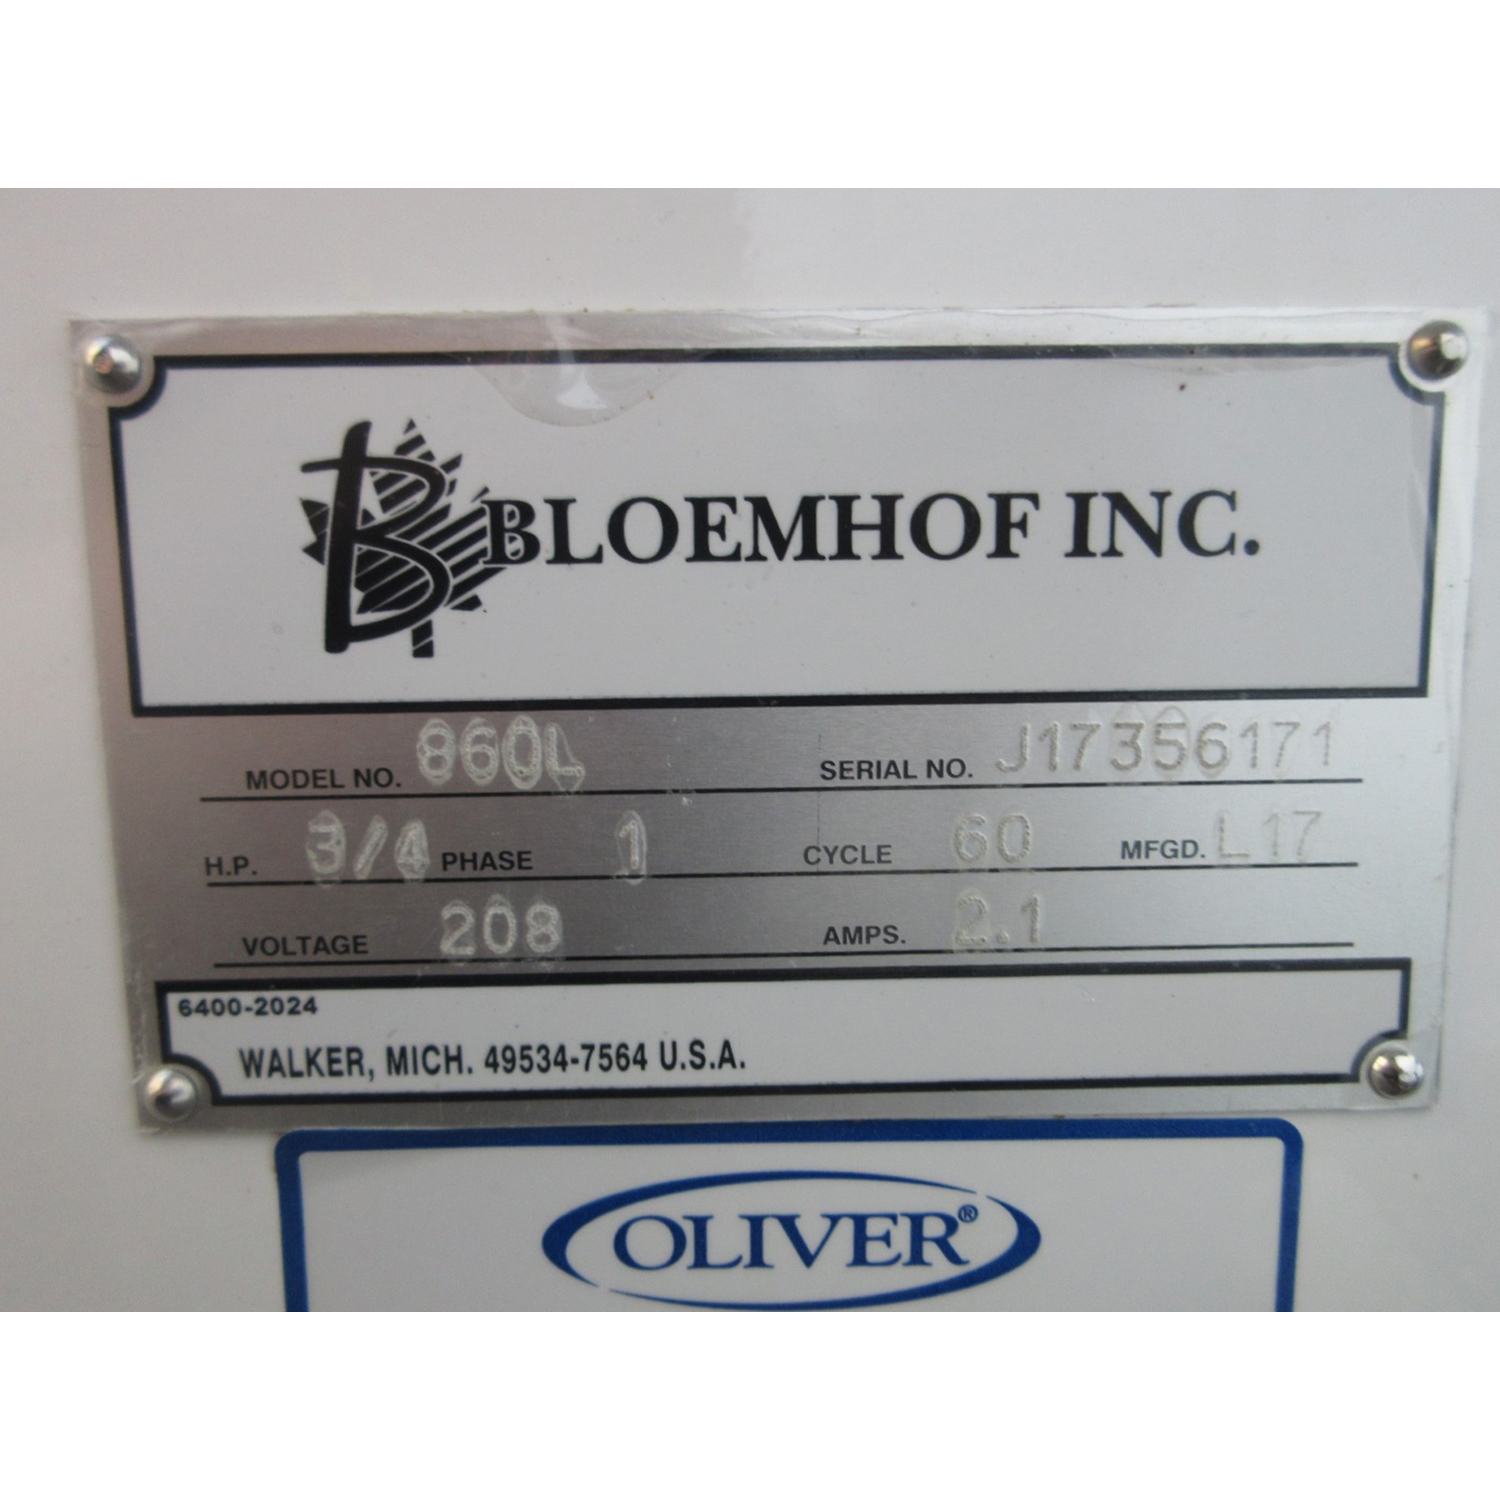 B BLOEMHOF INC.
MODEL NO. 860L SERIAL NO. J17356171
H.P. 3/4 PHASE 1 CYCLE 60 MFGD. L17
VOLTAGE 208 AMPS. 2.1
6400-2024
WALKER, MICH. 49534-7564 U.S.A.
OLIVER®